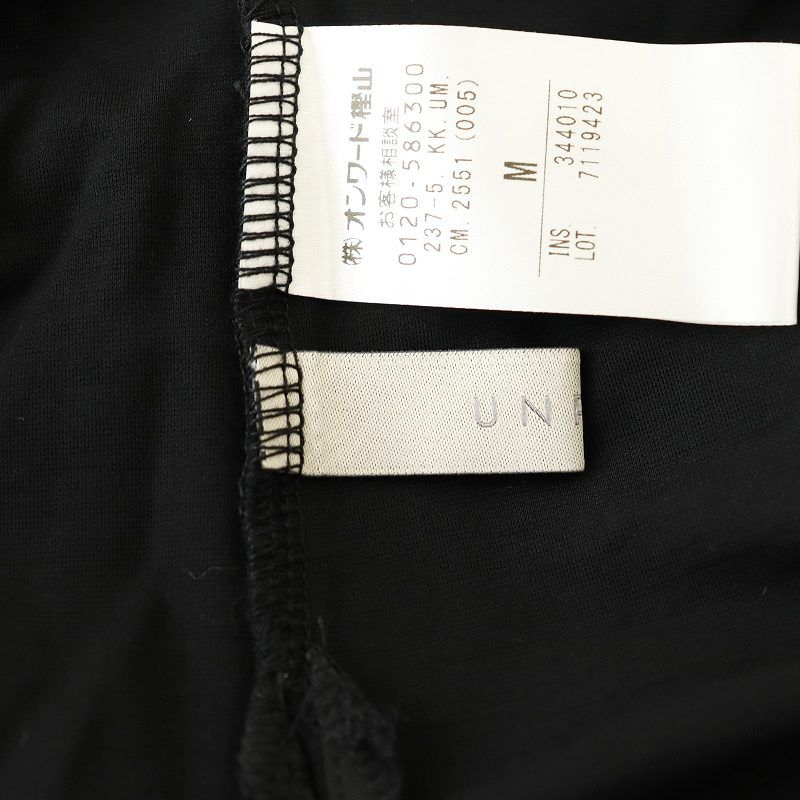 (株)オンワード樫山
お客様相談室
0120-586300
237-5. KK. UM.
CM. 2551 (005)
M
INS 344010
LOT. 7119423
UN